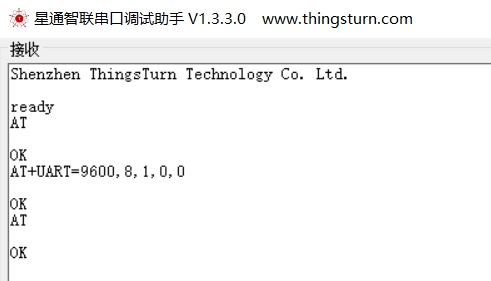 星通智联串口调试助手 V1.3.3.0 www.thingsturn.com
接收
Shenzhen ThingsTurn Technology Co. Ltd.
ready
AT
OK
AT+UART=9600,8,1,0,0
OK
AT
OK